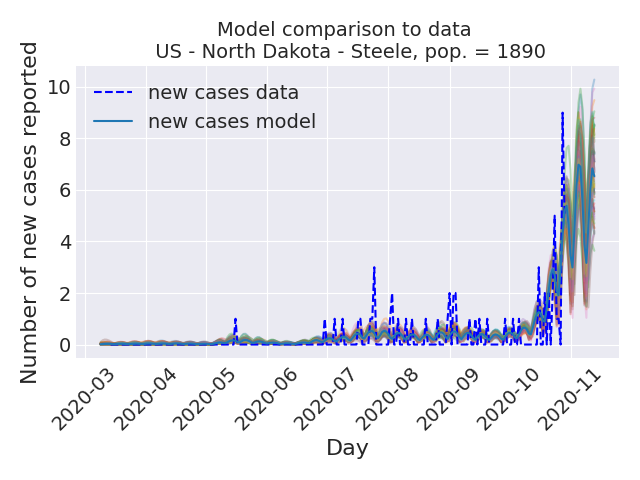 Model comparison to data
US - North Dakota - Steele, pop. = 1890
Number of new cases reported
10
8
6
4
2
0
new cases data
new cases model
2020-03
2020-04
2020-05
2020-06
2020-07
2020-08
2020-09
2020-10
2020-11
Day